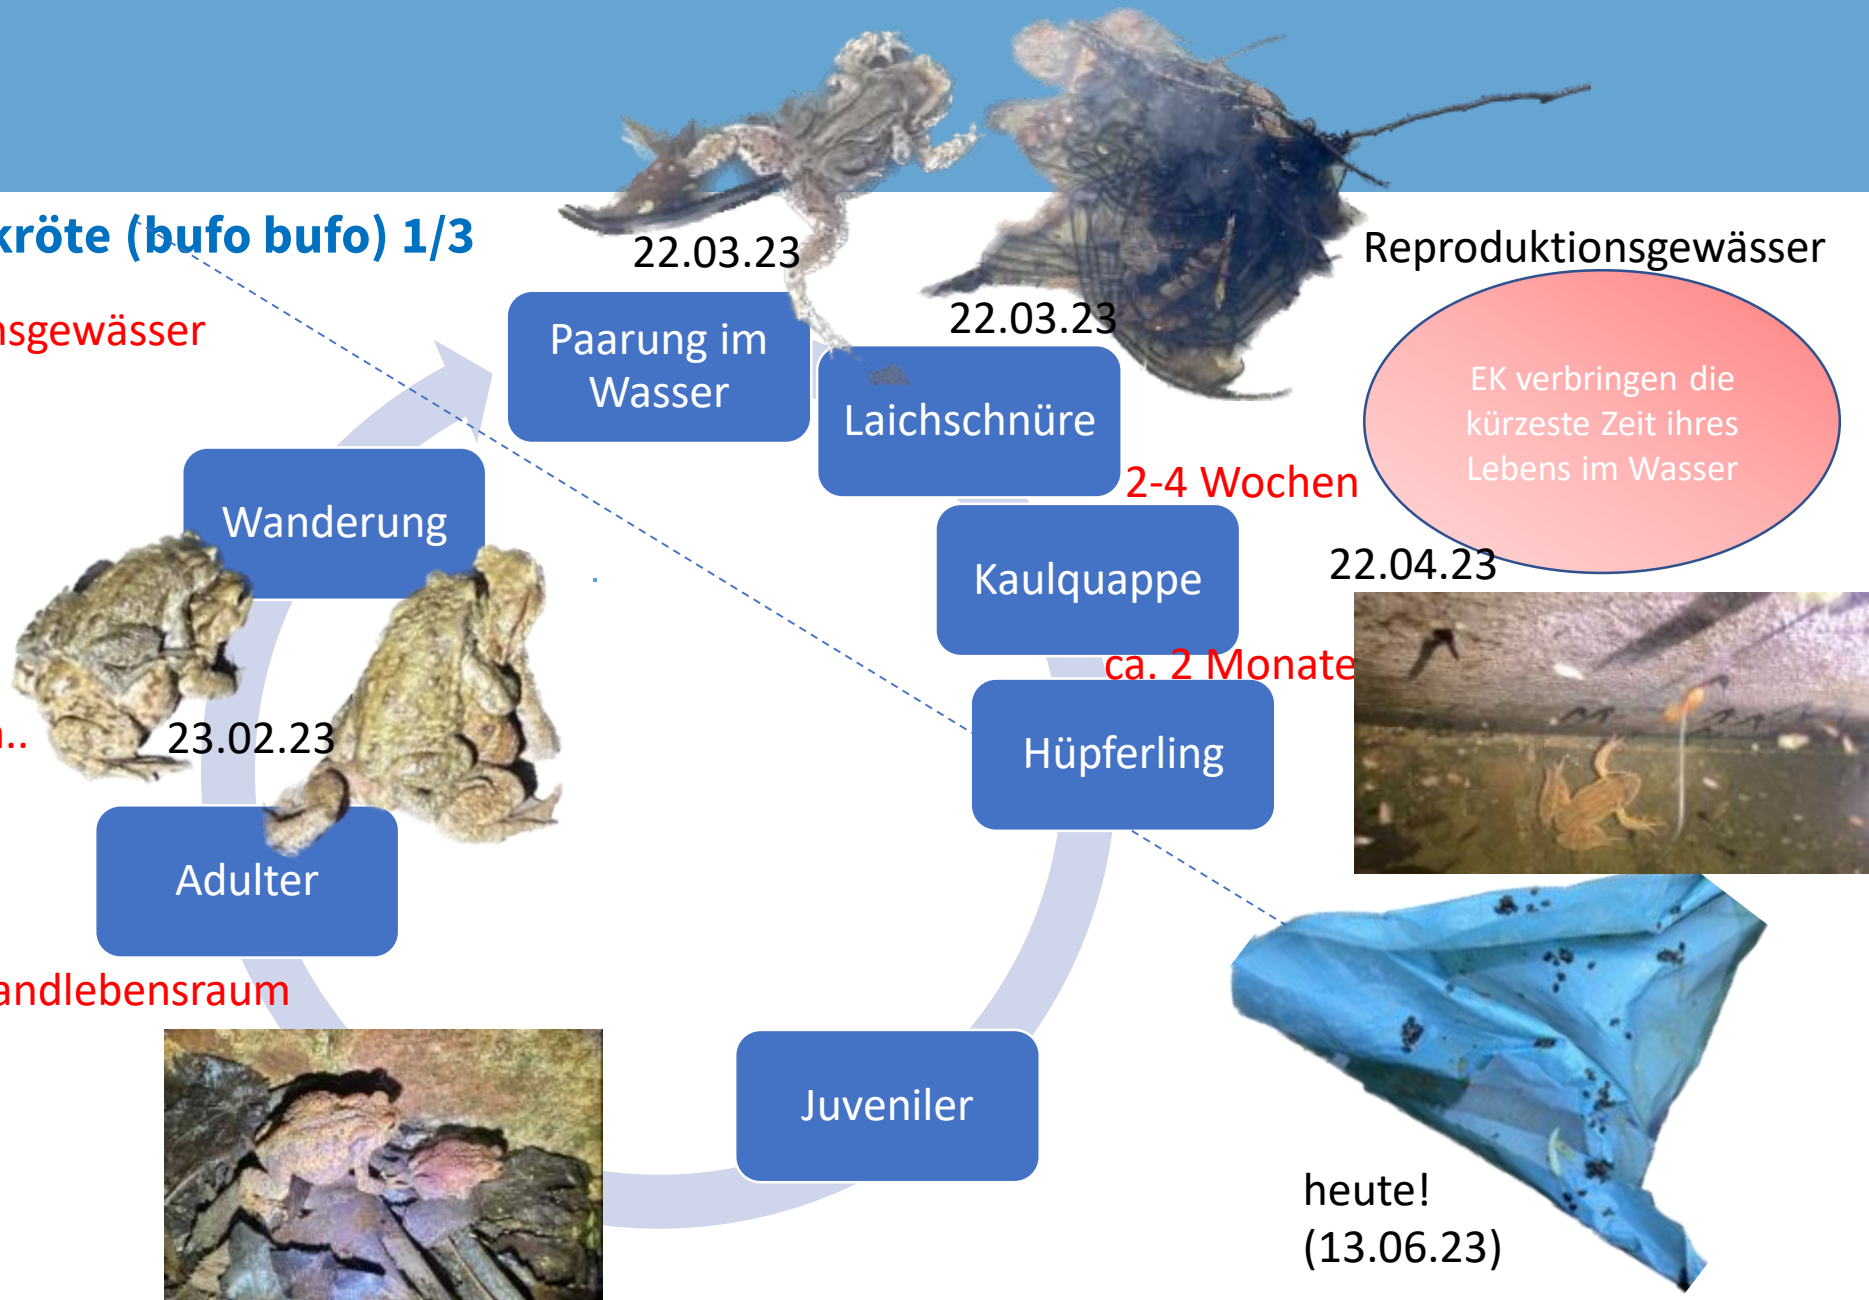 kröte (bufo bufo) 1/3
22.03.23
Reproduktionsgewässer
22.03.23
nsgewässer
Paarung im
Wasser
Laichschnüre
EK verbringen die
kürzeste Zeit ihres
Lebens im Wasser
2-4 Wochen
Wanderung
Kaulquappe
22.04.23
ca. 2 Monate
23.02.23
Hüpferling
Adulter
andlebensraum
Juveniler
heute!
(13.06.23)